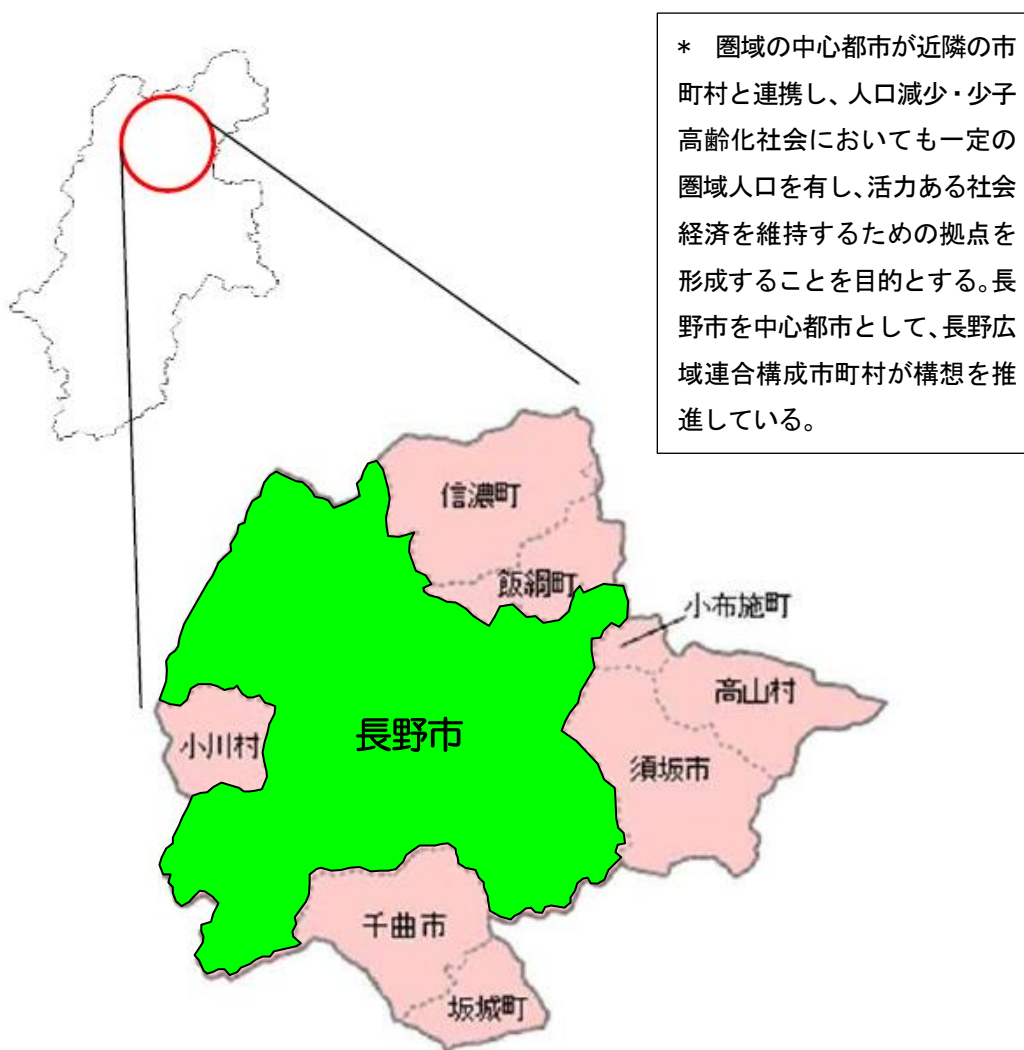 * 圏域の中心都市が近隣の市
町村と連携し、人口減少・少子
高齢化社会においても一定の
圏域人口を有し、活力ある社会
経済を維持するための拠点を
形成することを目的とする。長
野市を中心都市として、長野広
域連合構成市町村が構想を推
進している。
信濃町
飯綱町
小布施町
高山村
小川村
長野市
須坂市
千曲市
坂城町